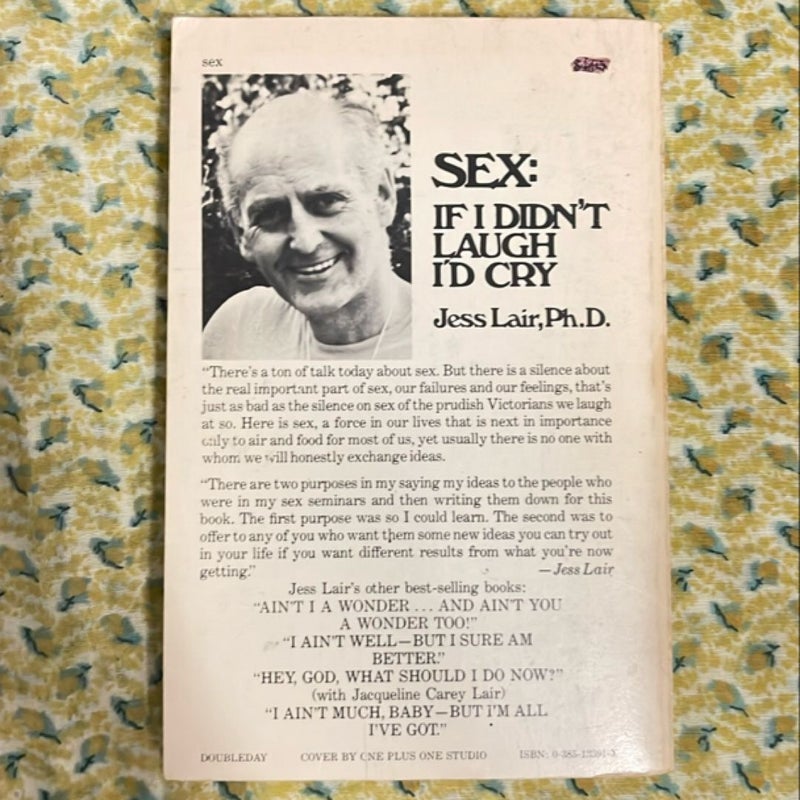 sex
SEX:
IF I DIDN'T
LAUGH
I'D CRY
Jess Lair, Ph.D.
"There's a ton of talk today about sex. But there is a silence about
the real important part of sex, our failures and our feelings, that's
just as bad as the silence on sex of the prudish Victorians we laugh
at so. Here is sex, a force in our lives that is next in importance
only to air and food for most of us, yet usually there is no one with
whom we will honestly exchange ideas.
"There are two purposes in my saying my ideas to the people who
were in my sex seminars and then writing them down for this
book. The first purpose was so I could learn. The second was to
offer to any of you who want them some new ideas you can try out
in your life if you want different results from what you're now
getting." —Jess Lair
Jess Lair's other best-selling books:
"AIN'T I A WONDER ... AND AIN'T YOU
A WONDER TOO!"
"I AIN'T WELL—BUT I SURE AM
BETTER."
"HEY, GOD, WHAT SHOULD I DO NOW?"
(with Jacqueline Carey Lair)
"I AIN'T MUCH, BABY—BUT I'M ALL
I'VE GOT."
DOUBLEDAY COVER BY ONE PLUS ONE STUDIO ISBN: